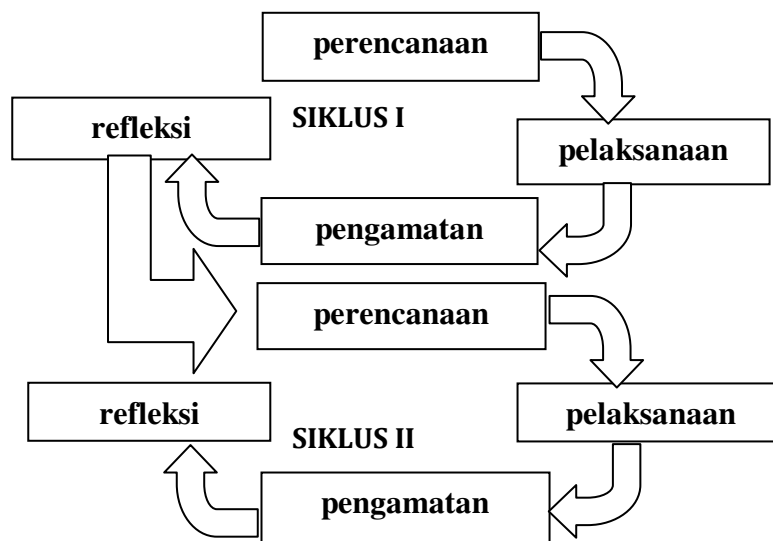 perencanaan
refleksi
SIKLUS I
pelaksanaan
pengamatan
perencanaan
refleksi
pelaksanaan
SIKLUS II
pengamatan